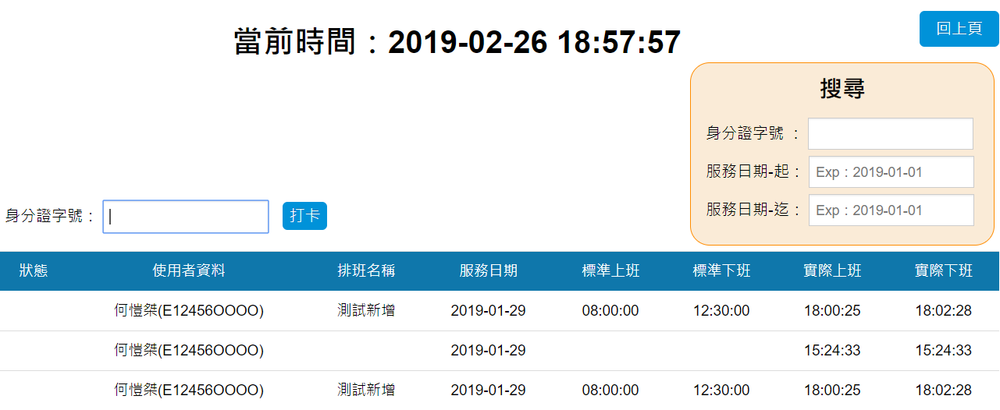 當前時間：2019-02-26 18:57:57
回上頁
搜尋
身分證字號 ：
服務日期-起： Exp：2019-01-01
服務日期-迄： Exp：2019-01-01
身分證字號： 打卡
狀態 使用者資料 排班名稱 服務日期 標準上班 標準下班 實際上班 實際下班
何愷桀(E12456OOOO) 測試新增 2019-01-29 08:00:00 12:30:00 18:00:25 18:02:28
何愷桀(E12456OOOO) 2019-01-29 15:24:33 15:24:33
何愷桀(E12456OOOO) 測試新增 2019-01-29 08:00:00 12:30:00 18:00:25 18:02:28